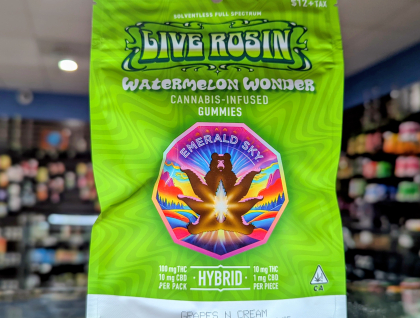 SOLVENTLESS FULL SPECTRUM
$12+TAX
LIVE ROSIN
WATERMELON WONDER
CANNABIS-INFUSED
GUMMIES
EMERALD SKY
100 mg THC
10 mg CBD
PER PACK
HYBRID
10 mg THC
1 mg CBD
PER PIECE
CA
GRAPES N CREAM